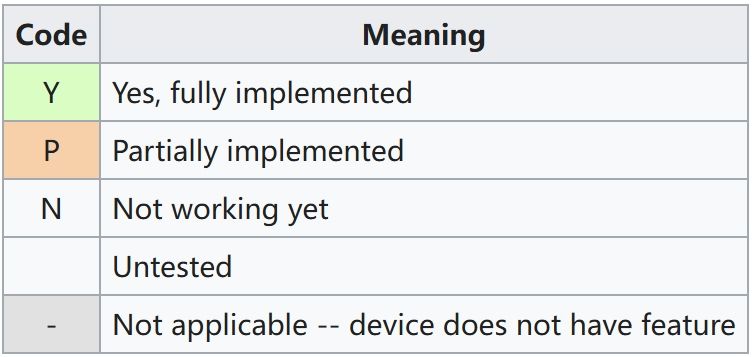 Code Meaning
Y Yes, fully implemented
P Partially implemented
N Not working yet
Untested
- Not applicable -- device does not have feature